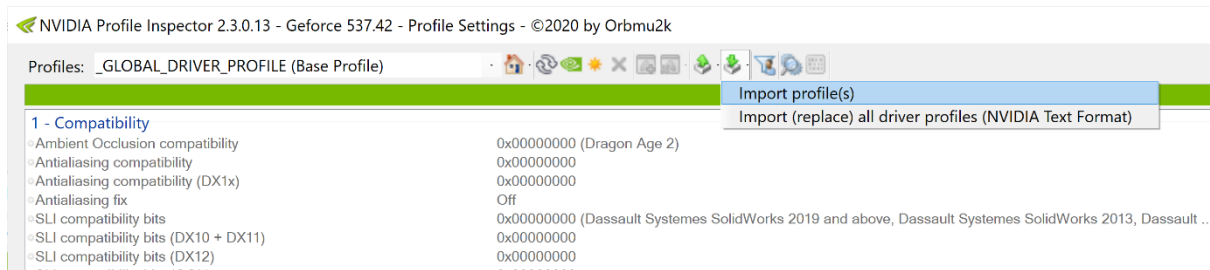 NVIDIA Profile Inspector 2.3.0.13 - Geforce 537.42 - Profile Settings - ©2020 by Orbmu2k
Profiles: _GLOBAL_DRIVER_PROFILE (Base Profile)
Import profile(s)
Import (replace) all driver profiles (NVIDIA Text Format)
1 - Compatibility
Ambient Occlusion compatibility 0x00000000 (Dragon Age 2)
Antialiasing compatibility 0x00000000
Antialiasing compatibility (DX1x) 0x00000000
Antialiasing fix Off
SLI compatibility bits 0x00000000 (Dassault Systemes SolidWorks 2019 and above, Dassault Systemes SolidWorks 2013, Dassault ..
SLI compatibility bits (DX10 + DX11) 0x00000000
SLI compatibility bits (DX12) 0x00000000